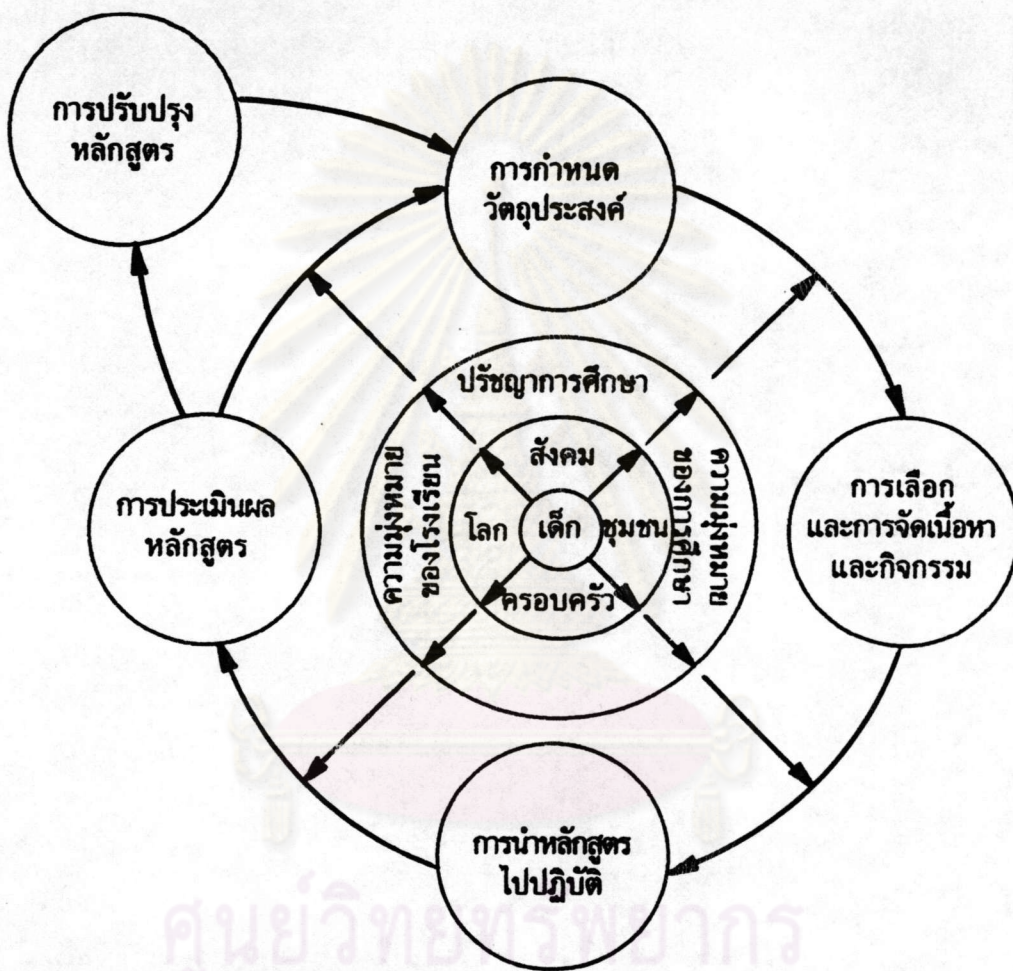 การปรับปรุง
หลักสูตร
การกำหนด
วัตถุประสงค์
ปรัชญาการศึกษา
ความมุ่งหมาย
ของโรงเรียน
สังคม
ความมุ่งหมาย
ของการศึกษา
โลก
เด็ก
ชุมชน
ครอบครัว
การประเมินผล
หลักสูตร
การเลือก
และการจัดเนื้อหา
และกิจกรรม
การนำหลักสูตร
ไปปฏิบัติ
ศูนย์วิทยทรัพยากร